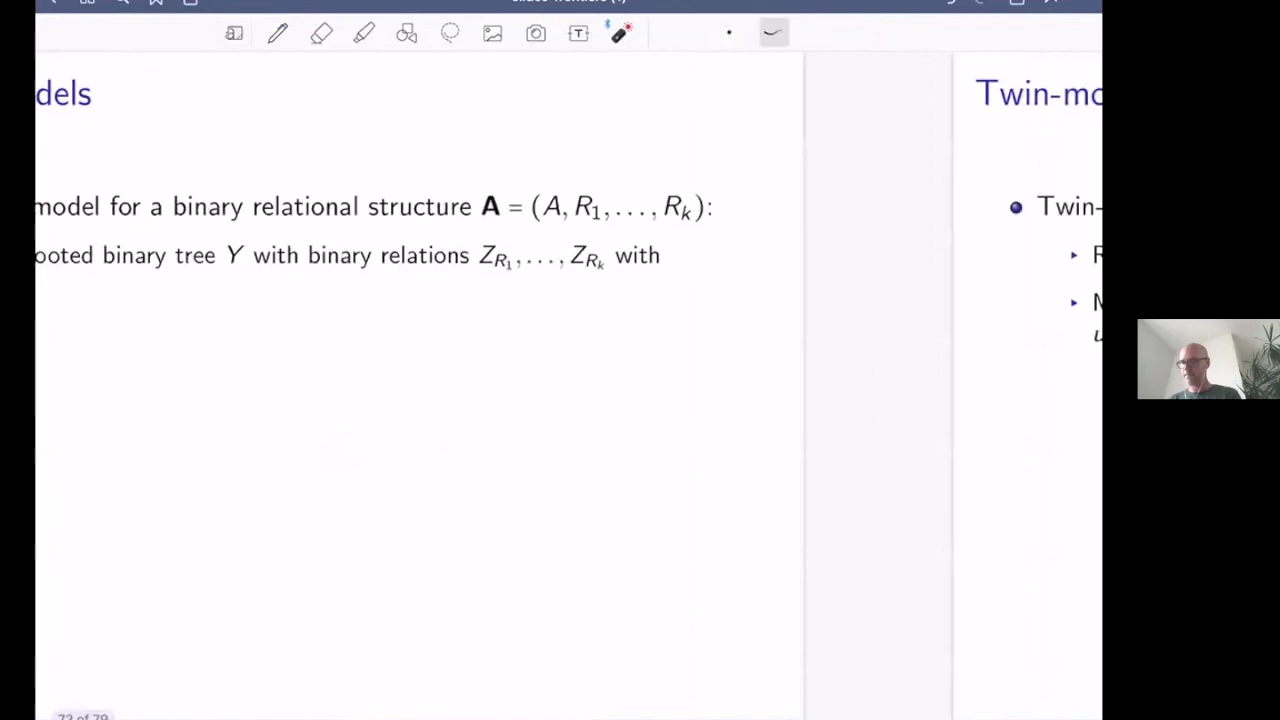 dels
model for a binary relational structure A = (A, R₁, . . . , Rₖ):
ooted binary tree Y with binary relations Z_{R₁}, . . . , Z_{Rₖ} with
Twin-mo
Twin-
R
M
u
T